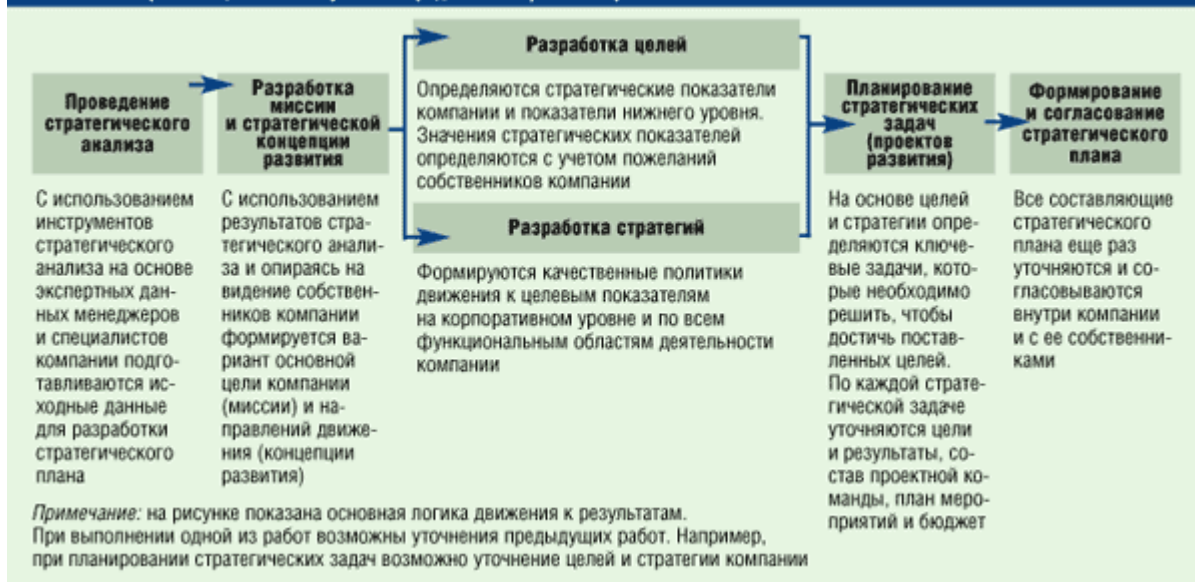 Проведение
стратегического
анализа
С использованием
инструментов
стратегического
анализа на основе
экспертных дан-
ных менеджеров
и специалистов
компании подго-
тавливаются ис-
ходные данные
для разработки
стратегического
плана
Разработка
миссии
и стратегической
концепции
развития
С использованием
результатов стра-
тегического анали-
за и опираясь на
видение собствен-
ников компании
формируется ва-
риант основной
цели компании
(миссии) и на-
правлений движе-
ния (концепции
развития)
Разработка целей
Определяются стратегические показатели
компании и показатели нижнего уровня.
Значения стратегических показателей
определяются с учетом пожеланий
собственников компании
Разработка стратегий
Формируются качественные политики
движения к целевым показателям
на корпоративном уровне и по всем
функциональным областям деятельности
компании
Планирование
стратегических
задач
(проектов
развития)
На основе целей
и стратегии опре-
деляются ключе-
вые задачи, кото-
рые необходимо
решить, чтобы
достичь постав-
ленных целей.
По каждой страте-
гической задаче
уточняются цели
и результаты, со-
став проектной ко-
манды, план меро-
приятий и бюджет
Формирование
и согласование
стратегического
плана
Все составляющие
стратегического
плана еще раз
уточняются и со-
гласовываются
внутри компании
и с ее собственни-
ками
Примечание: на рисунке показана основная логика движения к результатам.
При выполнении одной из работ возможны уточнения предыдущих работ. Например,
при планировании стратегических задач возможно уточнение целей и стратегии компании